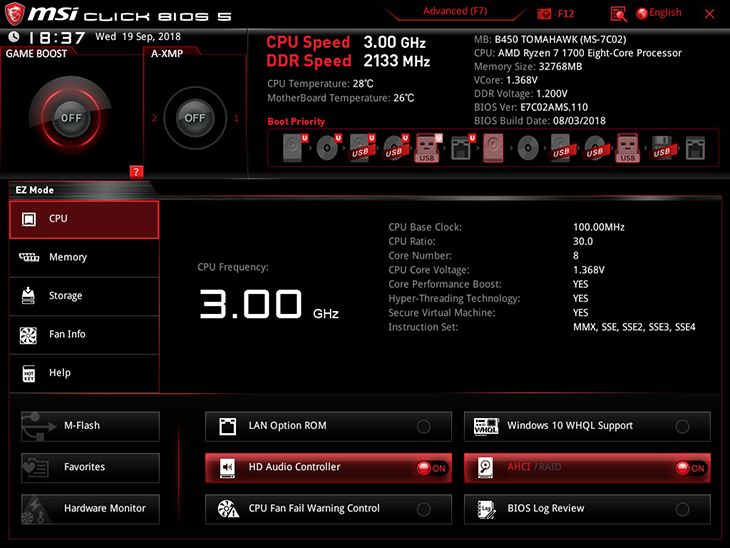 msi CLICK BIOS 5
Advanced (F7)
F12
English
X
18:37 Wed 19 Sep, 2018
GAME BOOST
OFF
A-XMP
2 OFF 1
?
CPU Speed 3.00 GHz
DDR Speed 2133 MHz
CPU Temperature: 28°C
MotherBoard Temperature: 26°C
MB: B450 TOMAHAWK (MS-7C02)
CPU: AMD Ryzen 7 1700 Eight-Core Processor
Memory Size: 32768MB
VCore: 1.368V
DDR Voltage: 1.200V
BIOS Ver: E7C02AMS.110
BIOS Build Date: 08/03/2018
Boot Priority
U U U USB U USB U USB U USB USB USB USB
EZ Mode
CPU
Memory
Storage
Fan Info
HOT KEY Help
CPU Frequency:
3.00 GHz
CPU Base Clock: 100.00MHz
CPU Ratio: 30.0
Core Number: 8
CPU Core Voltage: 1.368V
Core Performance Boost: YES
Hyper-Threading Technology: YES
Secure Virtual Machine: YES
Instruction Set: MMX, SSE, SSE2, SSE3, SSE4
M-Flash
Favorites
Hardware Monitor
LAN Option ROM
HD Audio Controller ON
CPU Fan Fail Warning Control
WHQL Windows 10 WHQL Support
AHCI /RAID ON
Log BIOS Log Review